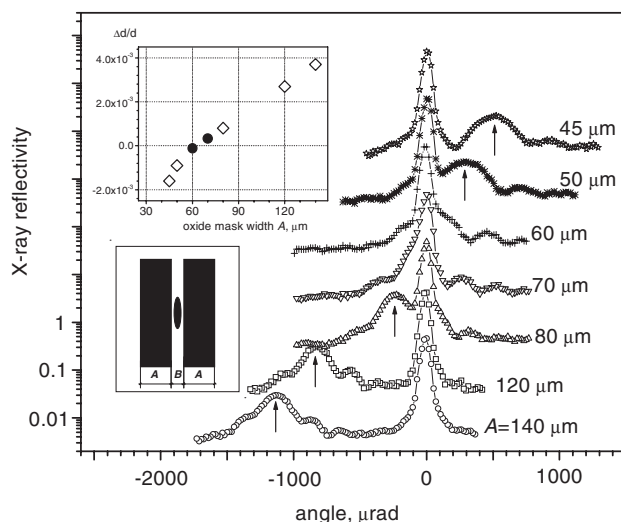 Δd/d
4.0x10⁻³
2.0x10⁻³
0.0
-2.0x10⁻³
30 60 90 120
oxide mask width A, μm
A B A
X-ray reflectivity
1
0.1
0.01
45 μm
50 μm
60 μm
70 μm
80 μm
120 μm
A=140 μm
-2000 -1000 0 1000
angle, μrad